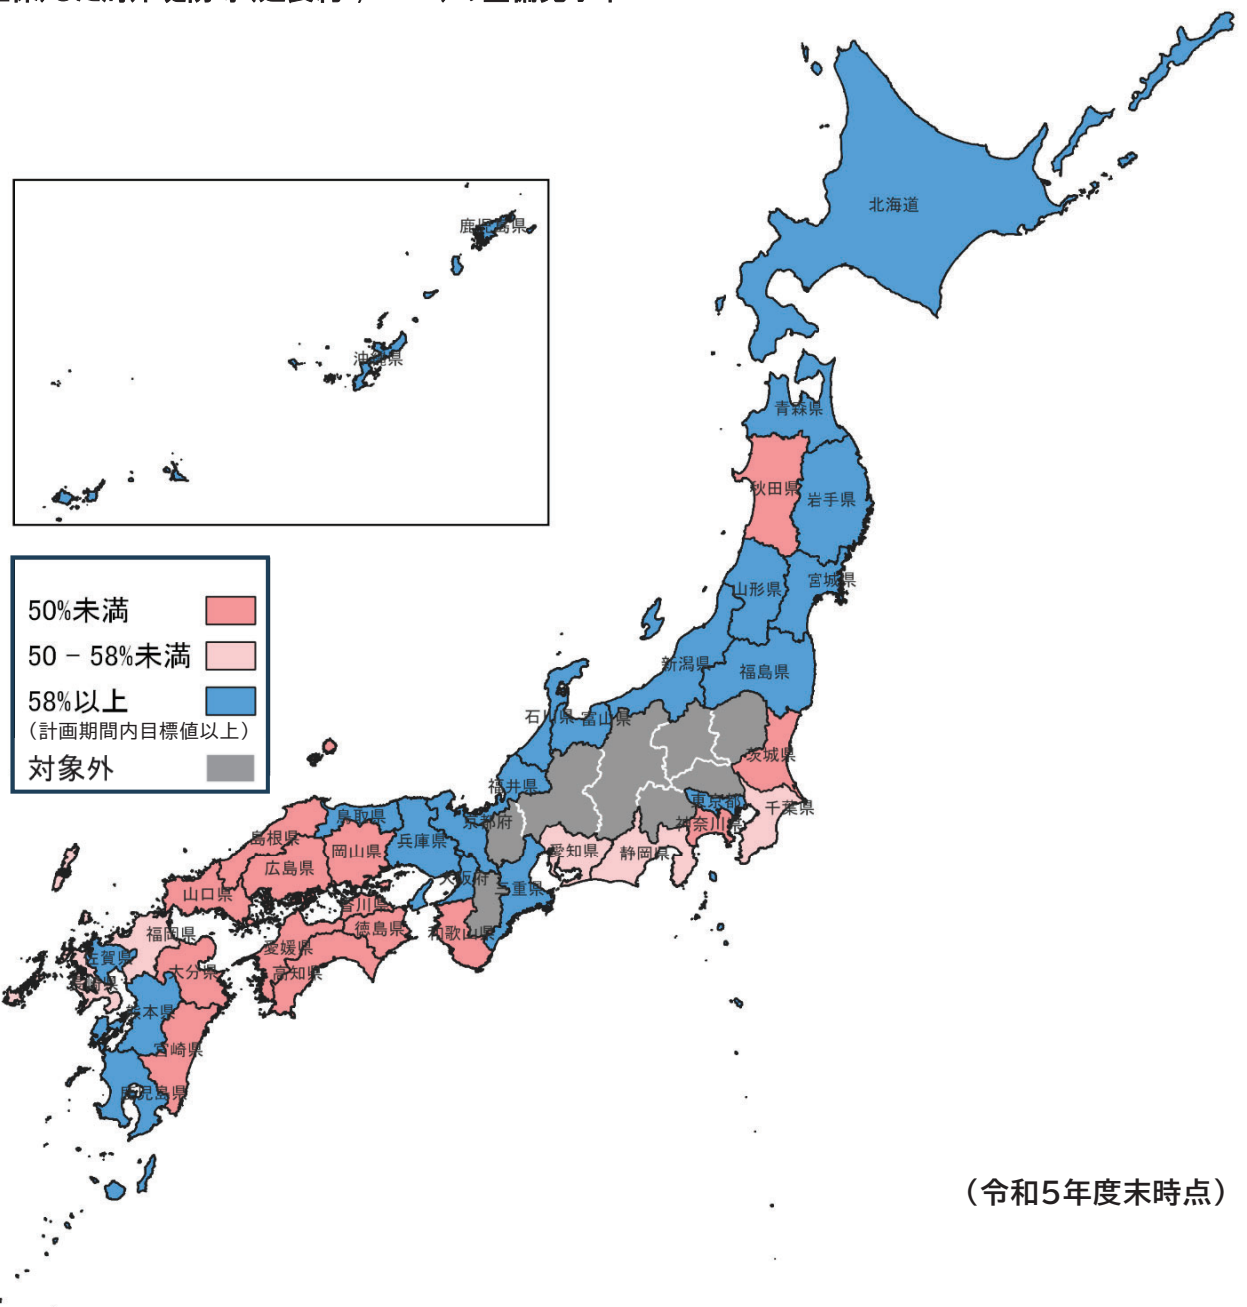 北海道
鹿児島県
沖縄県
青森県
秋田県
岩手県
山形県
宮城県
新潟県
福島県
石川県
富山県
茨城県
福井県
東京都
千葉県
神奈川県
京都府
鳥取県
兵庫県
島根県
岡山県
広島県
愛知県
静岡県
大阪府
三重県
山口県
香川県
徳島県
和歌山県
福岡県
愛媛県
佐賀県
大分県
高知県
長崎県
熊本県
宮崎県
鹿児島県
50%未満
50 − 58%未満
58%以上
（計画期間内目標値以上）
対象外
（令和5年度末時点）